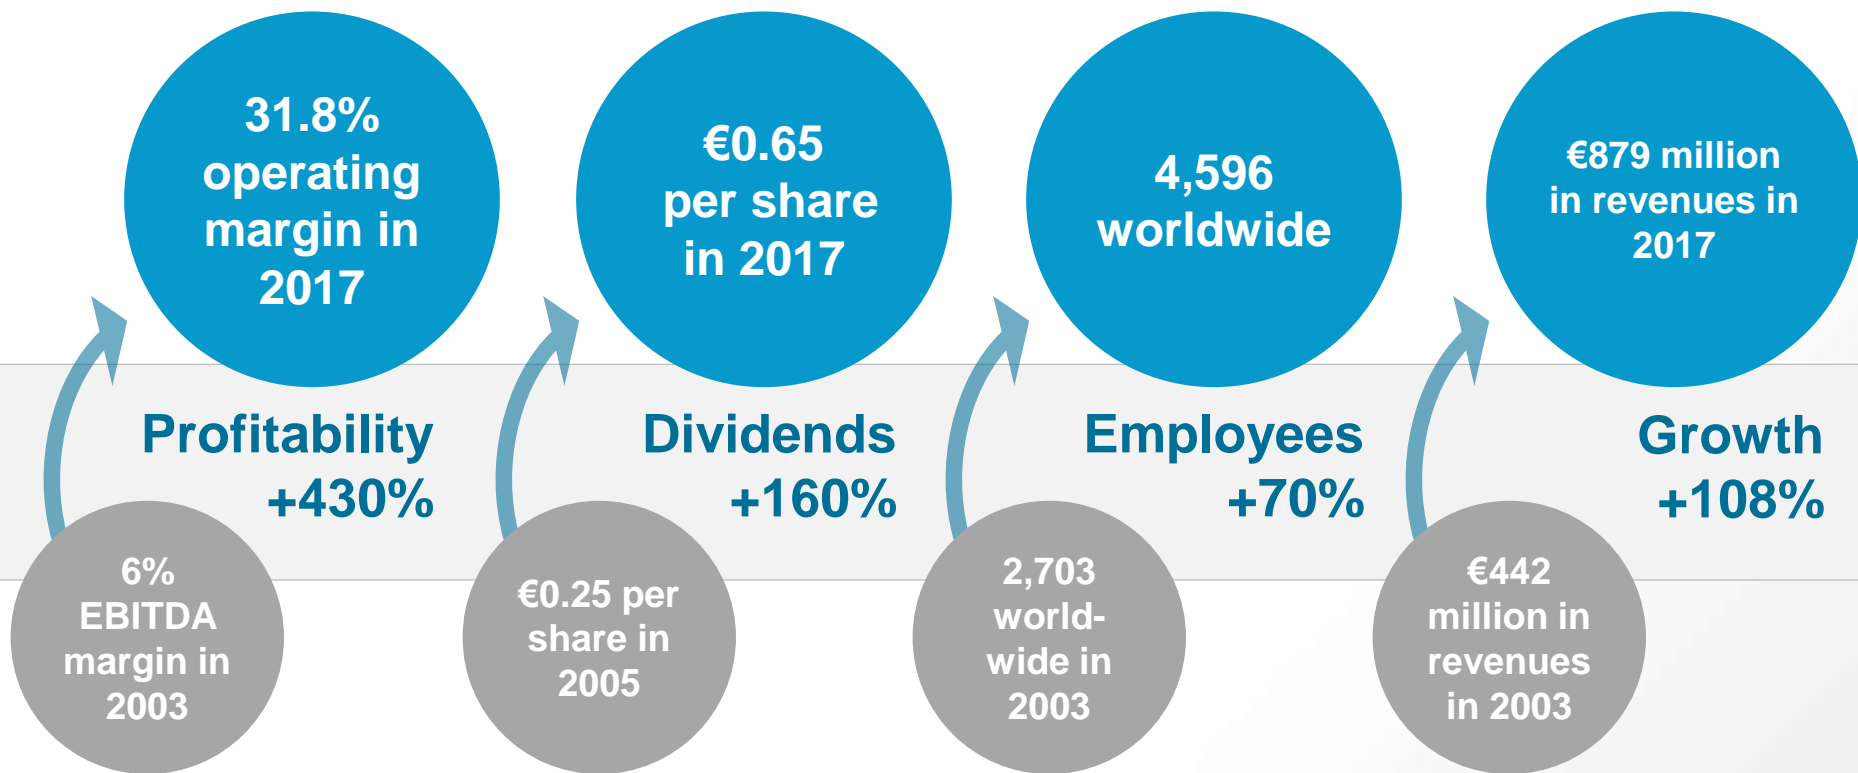 31.8%
operating
margin in
2017
Profitability
+430%
6%
EBITDA
margin in
2003
€0.65
per share
in 2017
Dividends
+160%
€0.25 per
share in
2005
4,596
worldwide
Employees
+70%
2,703
world-
wide in
2003
€879 million
in revenues in
2017
Growth
+108%
€442
million in
revenues
in 2003